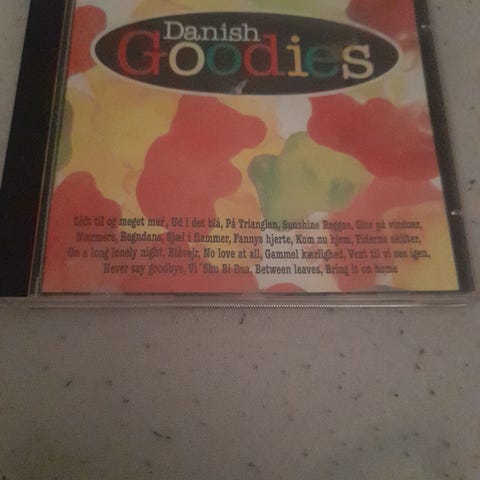 Danish
Goodies
Lidt til og meget mer', Ud i det blå, På Trianglen, Sunshine Reggae, Glor på vinduer,
Nærmere, Regndans, Sjæl i flammer, Fannys hjerte, Kom nu hjem, Tiderne skifter,
On a long lonely night, Blåvejr, No love at all, Gammel kærlighed, Vent til vi ses igen,
Never say goodbye, Vi' Shu Bi Dua, Between leaves, Bring it on home